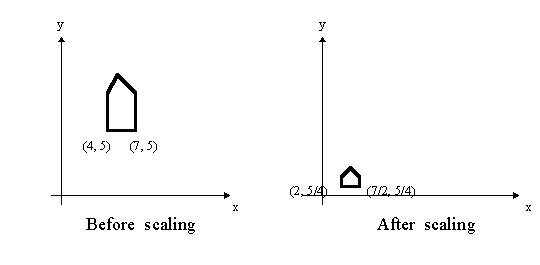 y
(4, 5)
(7, 5)
x
Before scaling
y
(2, 5/4)
(7/2, 5/4)
x
After scaling